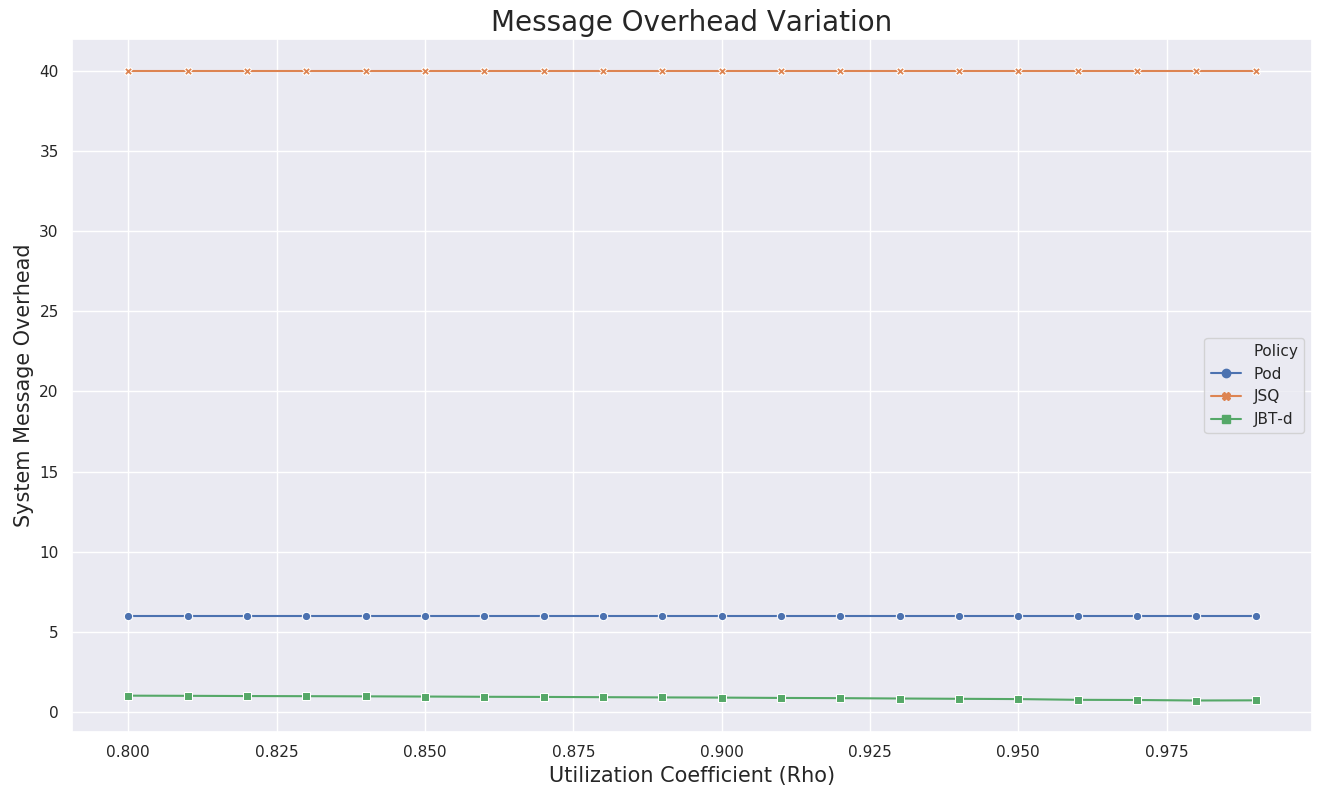 Message Overhead Variation
System Message Overhead
40
35
30
25
20
15
10
5
0
Policy
Pod
JSQ
JBT-d
0.800 0.825 0.850 0.875 0.900 0.925 0.950 0.975
Utilization Coefficient (Rho)